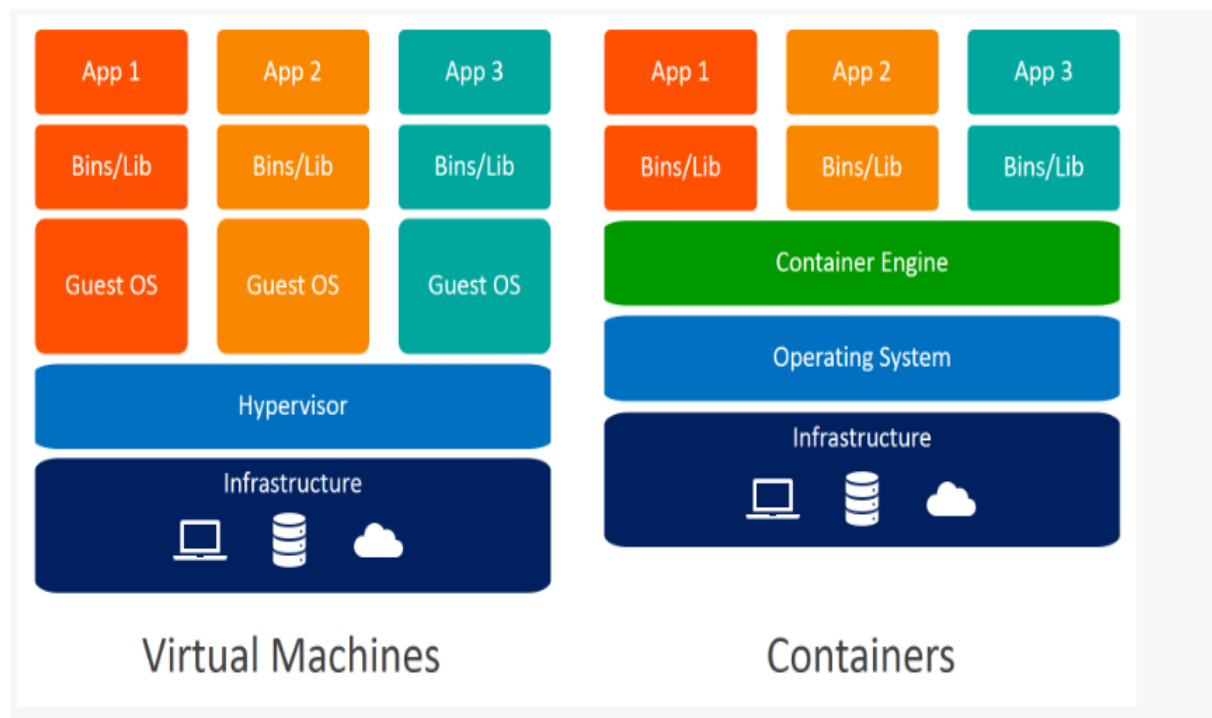 App 1
App 2
App 3
Bins/Lib
Bins/Lib
Bins/Lib
Guest OS
Guest OS
Guest OS
Hypervisor
Infrastructure
Virtual Machines
App 1
App 2
App 3
Bins/Lib
Bins/Lib
Bins/Lib
Container Engine
Operating System
Infrastructure
Containers